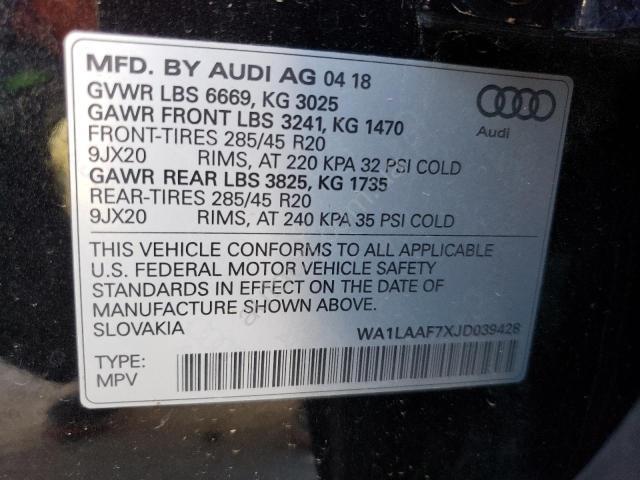 MFD. BY AUDI AG 04 18
GVWR LBS 6669, KG 3025
GAWR FRONT LBS 3241, KG 1470
FRONT-TIRES 285/45 R20
9JX20 RIMS, AT 220 KPA 32 PSI COLD
GAWR REAR LBS 3825, KG 1735
REAR-TIRES 285/45 R20
9JX20 RIMS, AT 240 KPA 35 PSI COLD
Audi
THIS VEHICLE CONFORMS TO ALL APPLICABLE
U.S. FEDERAL MOTOR VEHICLE SAFETY
STANDARDS IN EFFECT ON THE DATE OF
MANUFACTURE SHOWN ABOVE.
SLOVAKIA
WA1LAAF7XJD039428
TYPE:
MPV